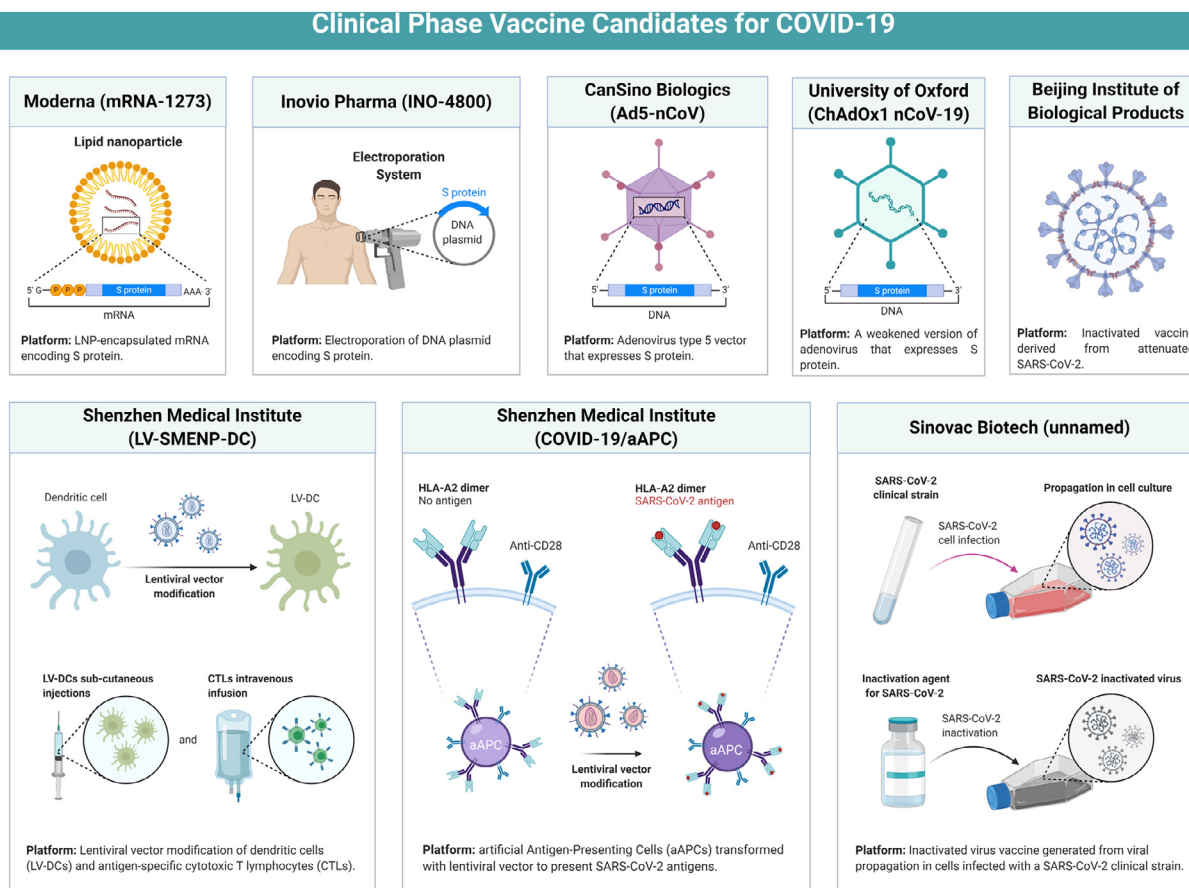 Clinical Phase Vaccine Candidates for COVID-19
Moderna (mRNA-1273)
Lipid nanoparticle
5' G
P P P
S protein
AAA 3'
mRNA
Platform: LNP-encapsulated mRNA
encoding S protein.
Inovio Pharma (INO-4800)
Electroporation
System
S protein
DNA
plasmid
Platform: Electroporation of DNA plasmid
encoding S protein.
CanSino Biologics
(Ad5-nCoV)
5' S protein 3'
DNA
Platform: Adenovirus type 5 vector
that expresses S protein.
University of Oxford
(ChAdOx1 nCoV-19)
5' S protein 3'
DNA
Platform: A weakened version of
adenovirus that expresses S
protein.
Beijing Institute of
Biological Products
Platform: Inactivated vaccin
derived from attenuated
SARS-CoV-2.
Shenzhen Medical Institute
(LV-SMENP-DC)
Dendritic cell
LV-DC
Lentiviral vector
modification
LV-DCs sub-cutaneous
injections
and
CTLs intravenous
infusion
Platform: Lentiviral vector modification of dendritic cells
(LV-DCs) and antigen-specific cytotoxic T lymphocytes (CTLs).
Shenzhen Medical Institute
(COVID-19/aAPC)
HLA-A2 dimer
No antigen
Anti-CD28
HLA-A2 dimer
SARS-CoV-2 antigen
Anti-CD28
aAPC
Lentiviral vector
modification
aAPC
Platform: artificial Antigen-Presenting Cells (aAPCs) transformed
with lentiviral vector to present SARS-CoV-2 antigens.
Sinovac Biotech (unnamed)
SARS-CoV-2
clinical strain
SARS-CoV-2
cell infection
Propagation in cell culture
Inactivation agent
for SARS-CoV-2
SARS-CoV-2
inactivation
SARS-CoV-2 inactivated virus
Platform: Inactivated virus vaccine generated from viral
propagation in cells infected with a SARS-CoV-2 clinical strain.